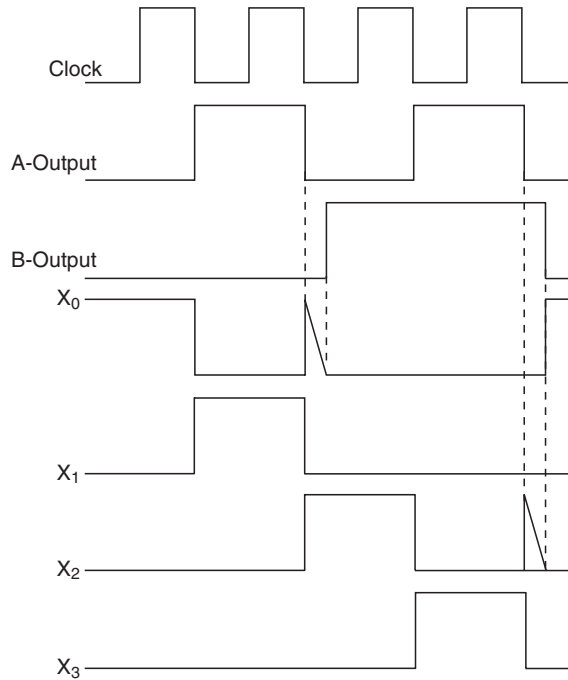 Clock
A-Output
B-Output
X₀
X₁
X₂
X₃